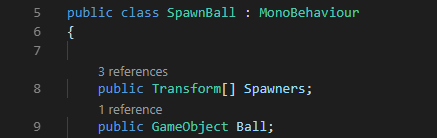 5 public class SpawnBall : MonoBehaviour
6 {
7
3 references
8 public Transform[] Spawners;
1 reference
9 public GameObject Ball;